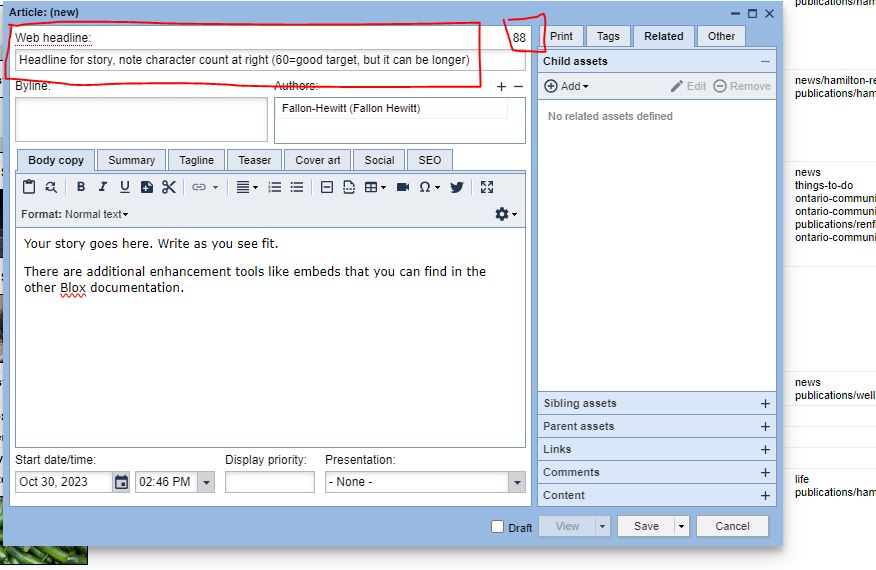 Article: (new)
Web headline:
88
Headline for story, note character count at right (60=good target, but it can be longer)
Byline:
Authors:
Fallon-Hewitt (Fallon Hewitt)
Body copy Summary Tagline Teaser Cover art Social SEO
B I U
Format: Normal text
Your story goes here. Write as you see fit.
There are additional enhancement tools like embeds that you can find in the
other Blox documentation.
Start date/time:
Display priority:
Presentation:
Oct 30, 2023
02:46 PM
- None -
Print Tags Related Other
Child assets
Add
Edit
Remove
No related assets defined
Sibling assets
Parent assets
Links
Comments
Content
Draft
View
Save
Cancel
publications/ham
news/hamilton-re
publications/ham
news
things-to-do
ontario-communi
ontario-communi
publications/renfr
ontario-communi
news
publications/well
life
publications/ham